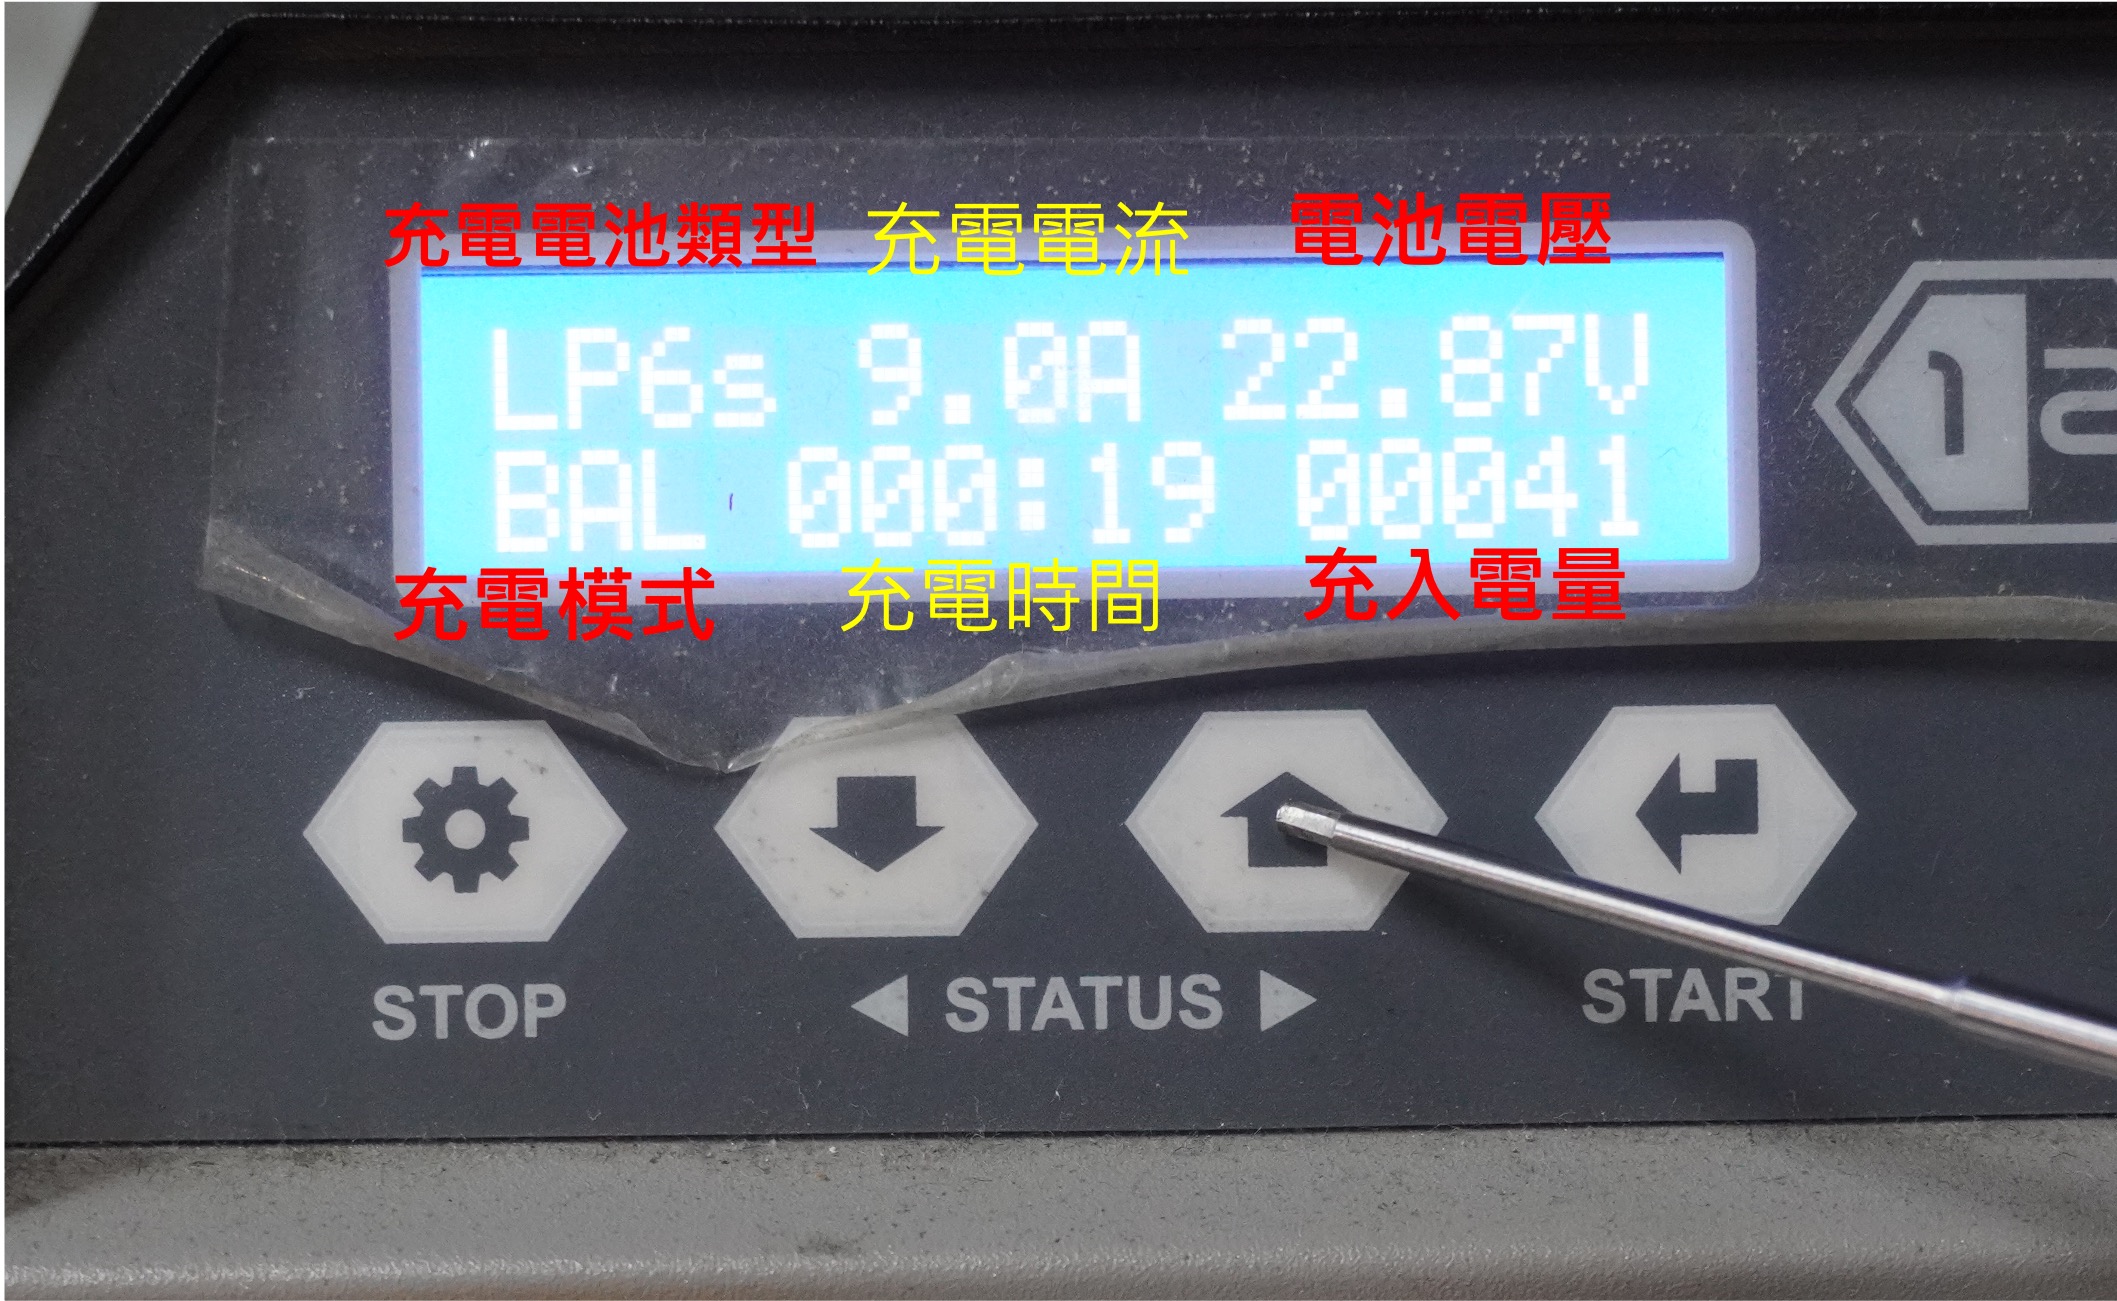 充電電池類型 充電電流 電池電壓
LP6s 9.0A 22.87V
BAL 000:19 00041
充電模式 充電時間 充入電量
1 2
STOP ◀ STATUS ▶ START